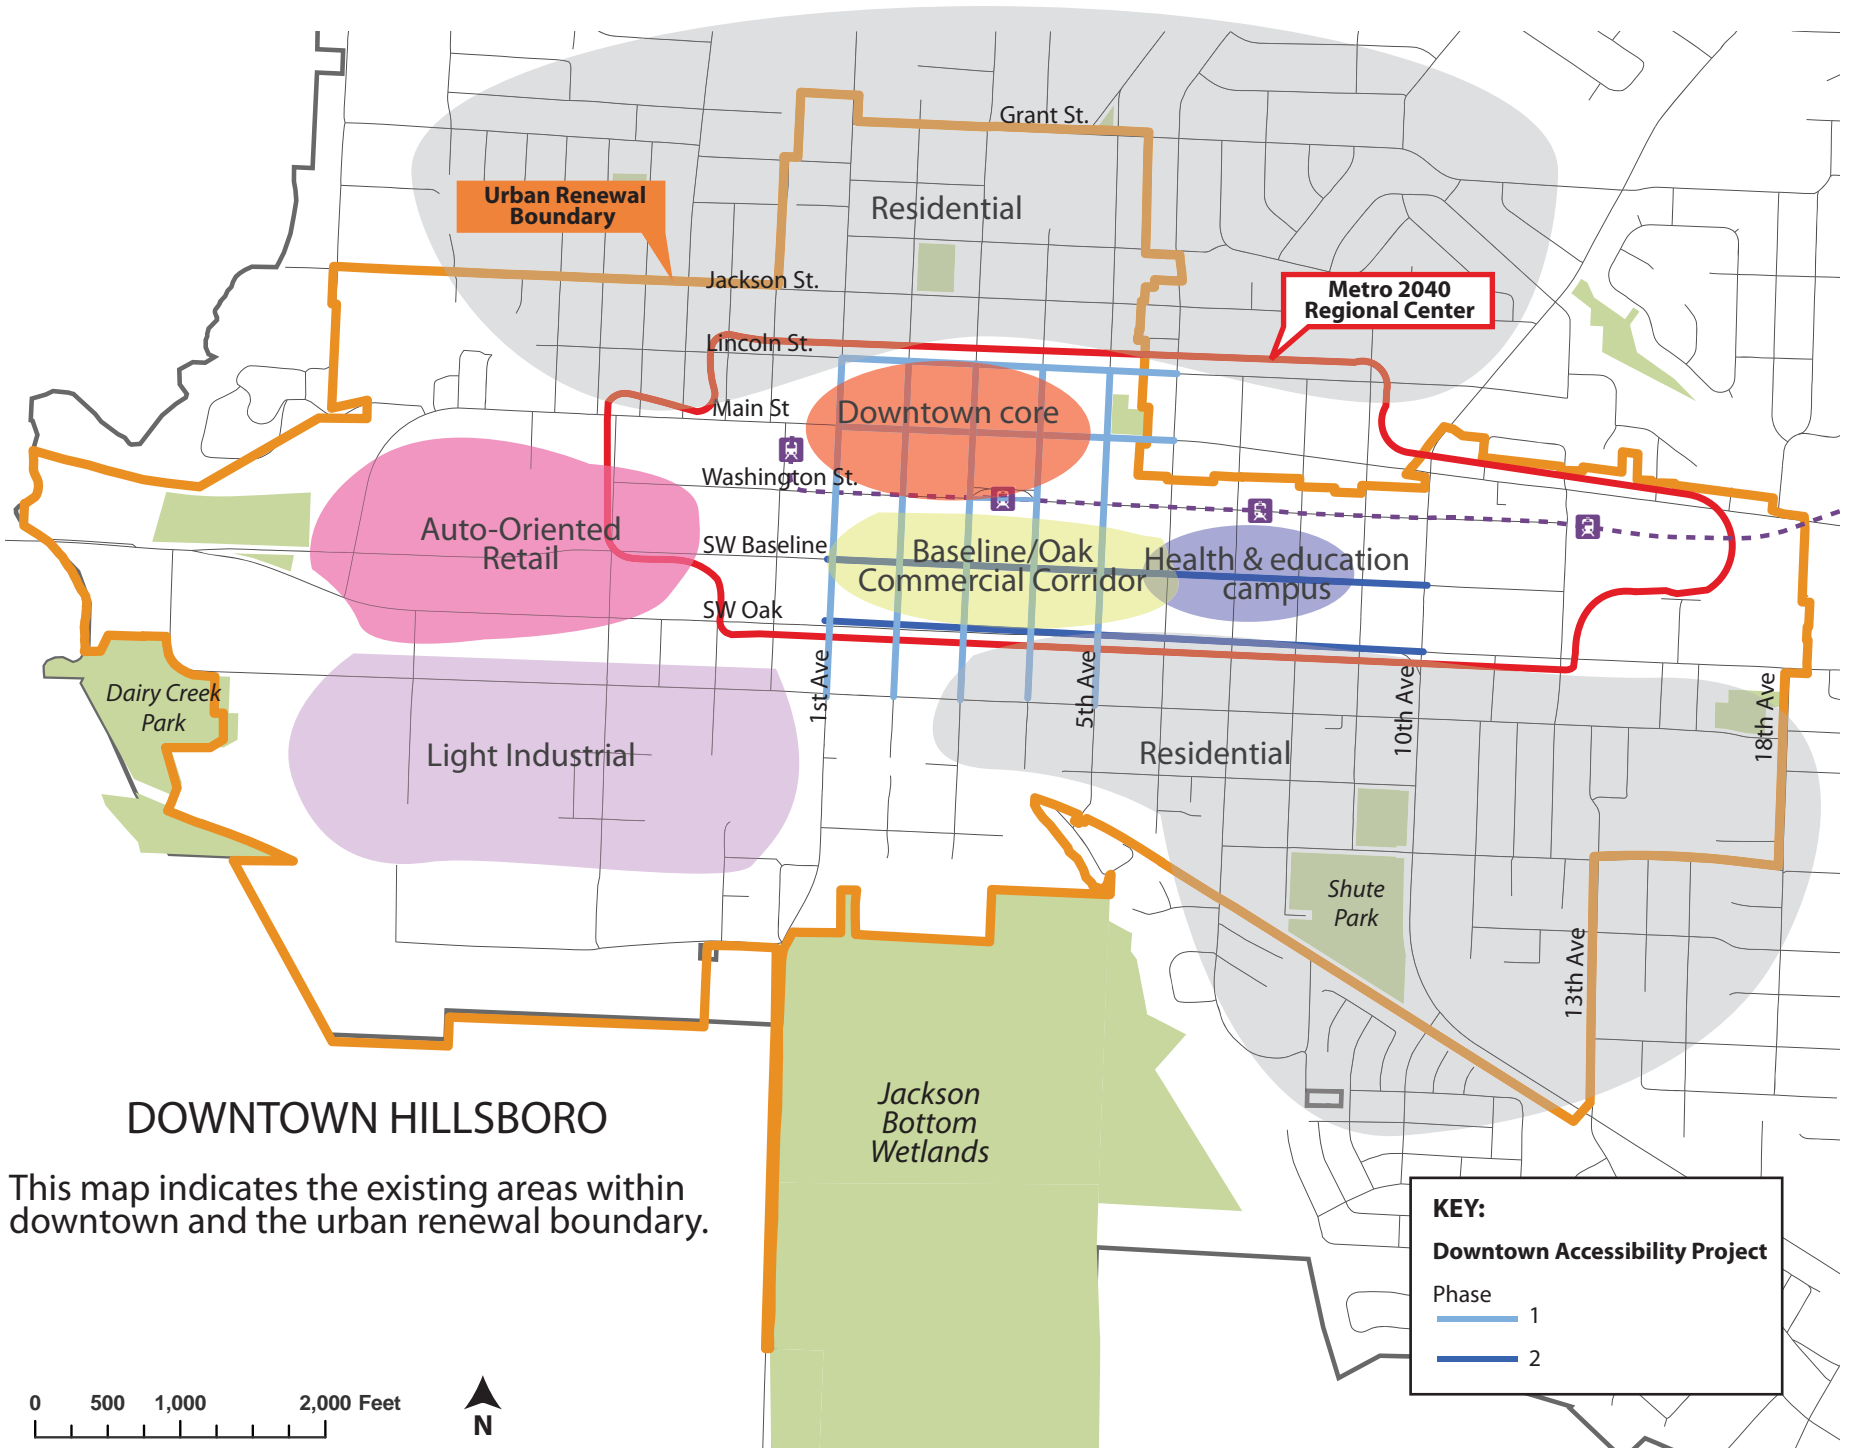 Grant St.
Urban Renewal
Boundary
Residential
Jackson St.
Metro 2040
Regional Center
Lincoln St.
Main St
Downtown core
Washington St.
Auto-Oriented
Retail
SW Baseline
Baseline/Oak
Commercial Corridor
Health & education
campus
SW Oak
1st Ave
5th Ave
10th Ave
18th Ave
Dairy Creek
Park
Light Industrial
Residential
Shute
Park
13th Ave
Jackson
Bottom
Wetlands
DOWNTOWN HILLSBORO
This map indicates the existing areas within
downtown and the urban renewal boundary.
KEY:
Downtown Accessibility Project
Phase
1
2
0 500 1,000 2,000 Feet
N